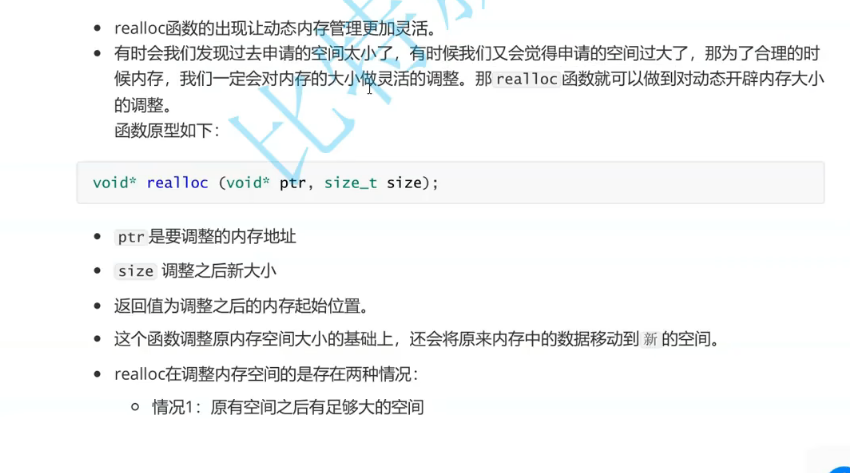 realloc函数的出现让动态内存管理更加灵活。
有时会我们发现过去申请的空间太小了，有时候我们又会觉得申请的空间过大了，那为了合理的时
候内存，我们一定会对内存的大小做灵活的调整。那 realloc 函数就可以做到对动态开辟内存大小
的调整。
函数原型如下：
void* realloc (void* ptr, size_t size);
ptr 是要调整的内存地址
size 调整之后新大小
返回值为调整之后的内存起始位置。
这个函数调整原内存空间大小的基础上，还会将原来内存中的数据移动到 新 的空间。
realloc在调整内存空间的是存在两种情况：
情况1：原有空间之后有足够大的空间
比特